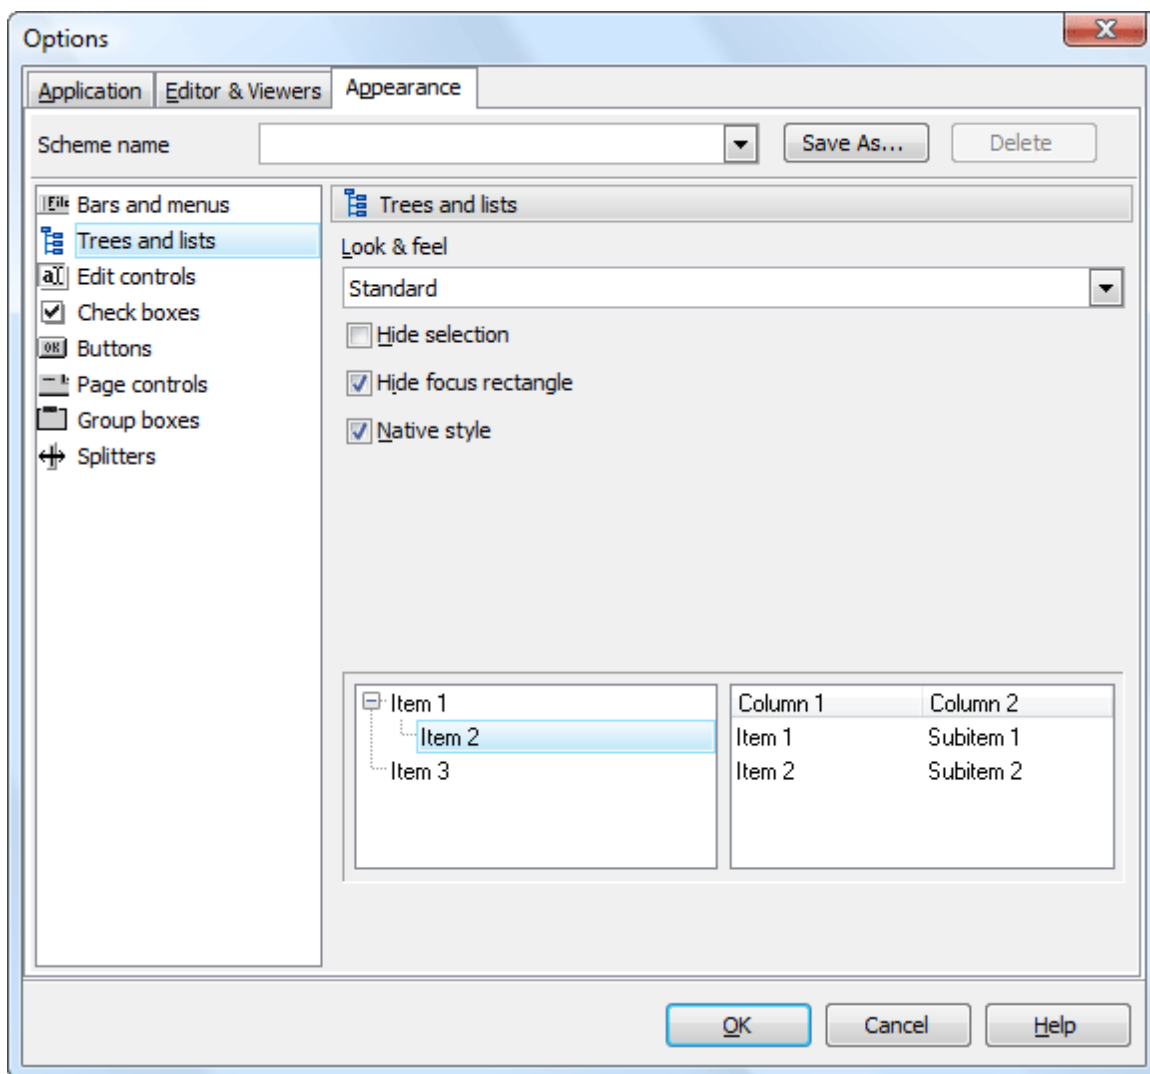 Options
Application Editor & Viewers Appearance
Scheme name Save As... Delete
Bars and menus
Trees and lists
Edit controls
Check boxes
Buttons
Page controls
Group boxes
Splitters
Trees and lists
Look & feel
Standard
Hide selection
Hide focus rectangle
Native style
Item 1
Item 2
Item 3
Column 1 Column 2
Item 1 Subitem 1
Item 2 Subitem 2
OK Cancel Help